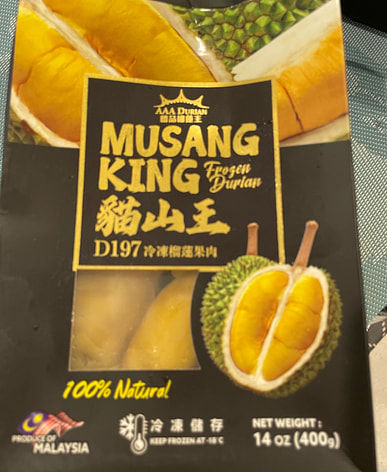 AAA DURIAN
MUSANG
KING Frozen Durian
貓山王
D197 冷凍榴蓮果肉
100% Natural
PRODUCE OF
MALAYSIA
冷凍儲存
KEEP FROZEN AT -18°C
NET WEIGHT :
14 oz (400g)